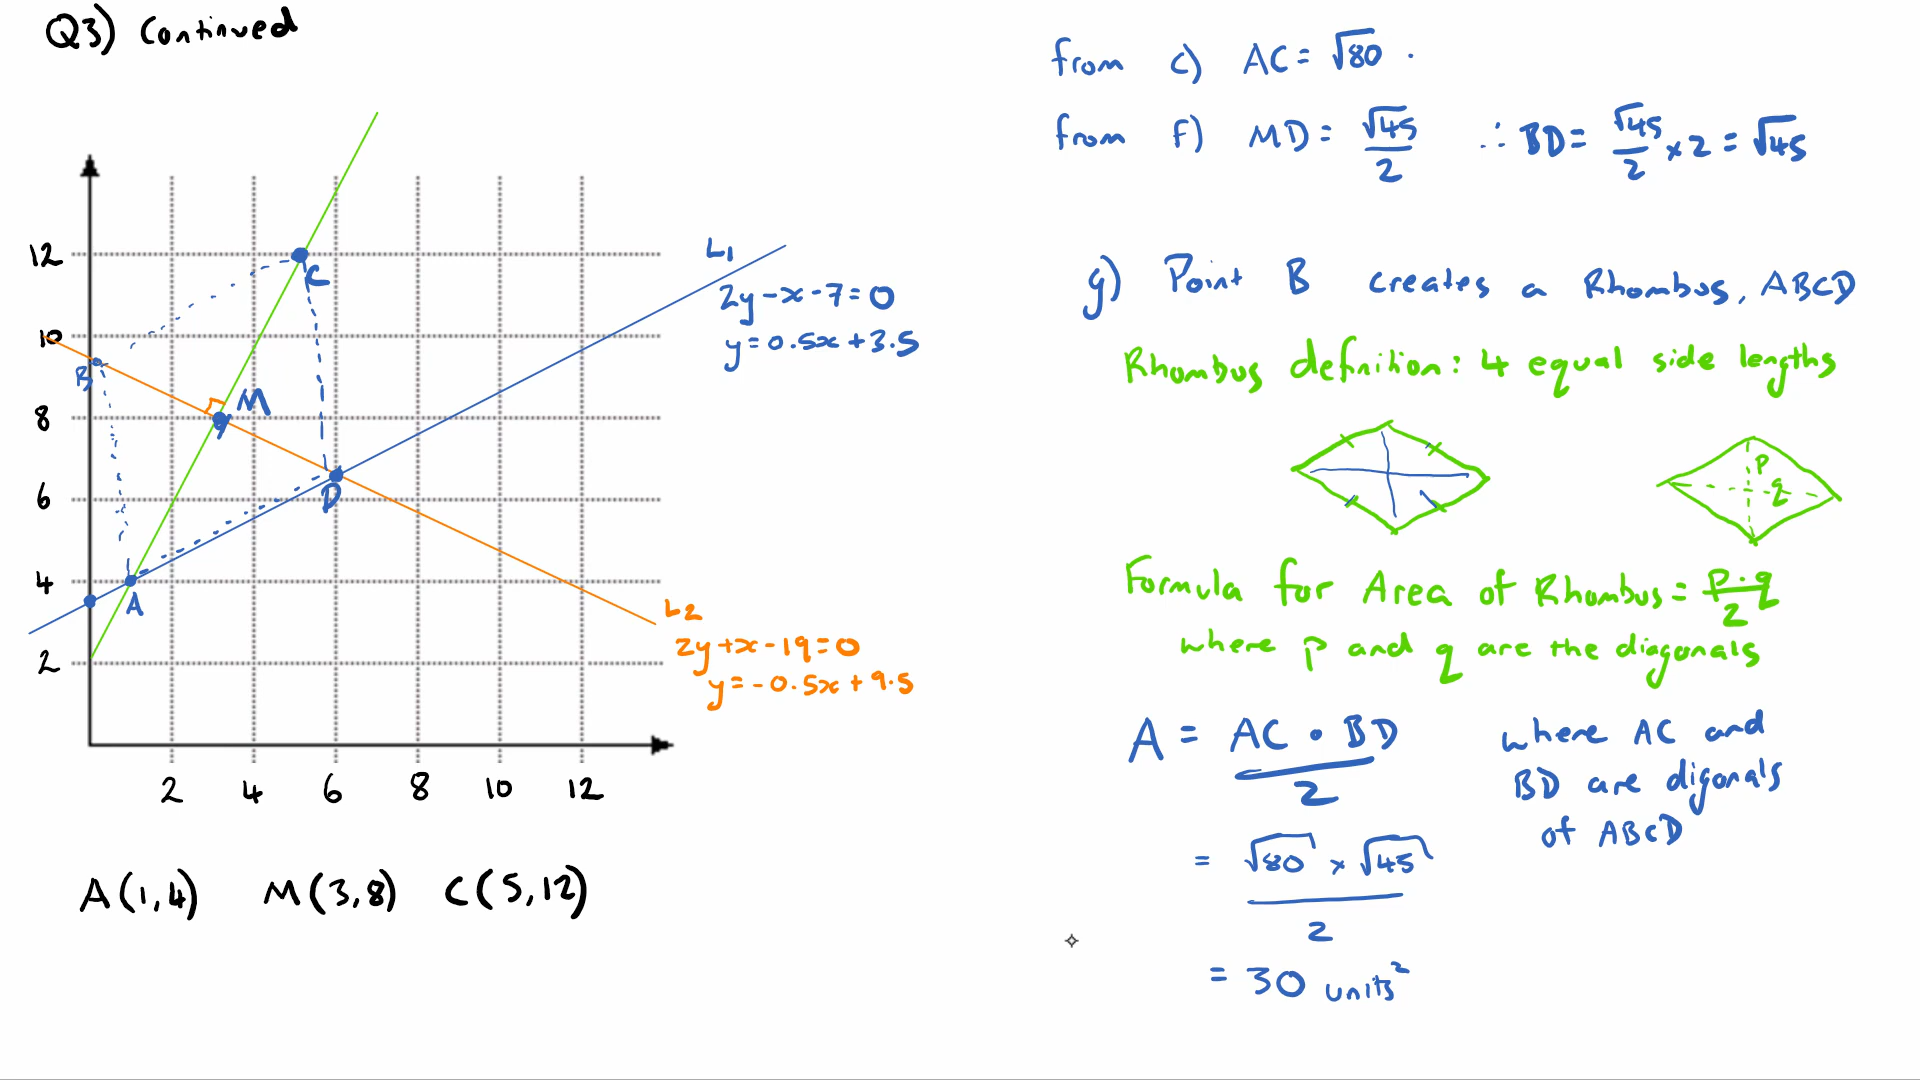 Q3) Continued
12
10
8
6
4
2
2 4 6 8 10 12
C
B
M
D
A
L1
2y-x-7=0
y=0.5x+3.5
L2
2y+x-19=0
y=-0.5x+9.5
A(1,4) M(3,8) C(5,12)
from c) AC=√80 .
from f) MD= √45/2 ∴ BD= √45/2 ×2 = √45
g) Point B creates a Rhombus, ABCD
Rhombus definition: 4 equal side lengths
p
q
Formula for Area of Rhombus= p·q/2
where p and q are the diagonals
A = AC • BD / 2
where AC and
BD are digonals
of ABCD
= √80 × √45 / 2
= 30 units²